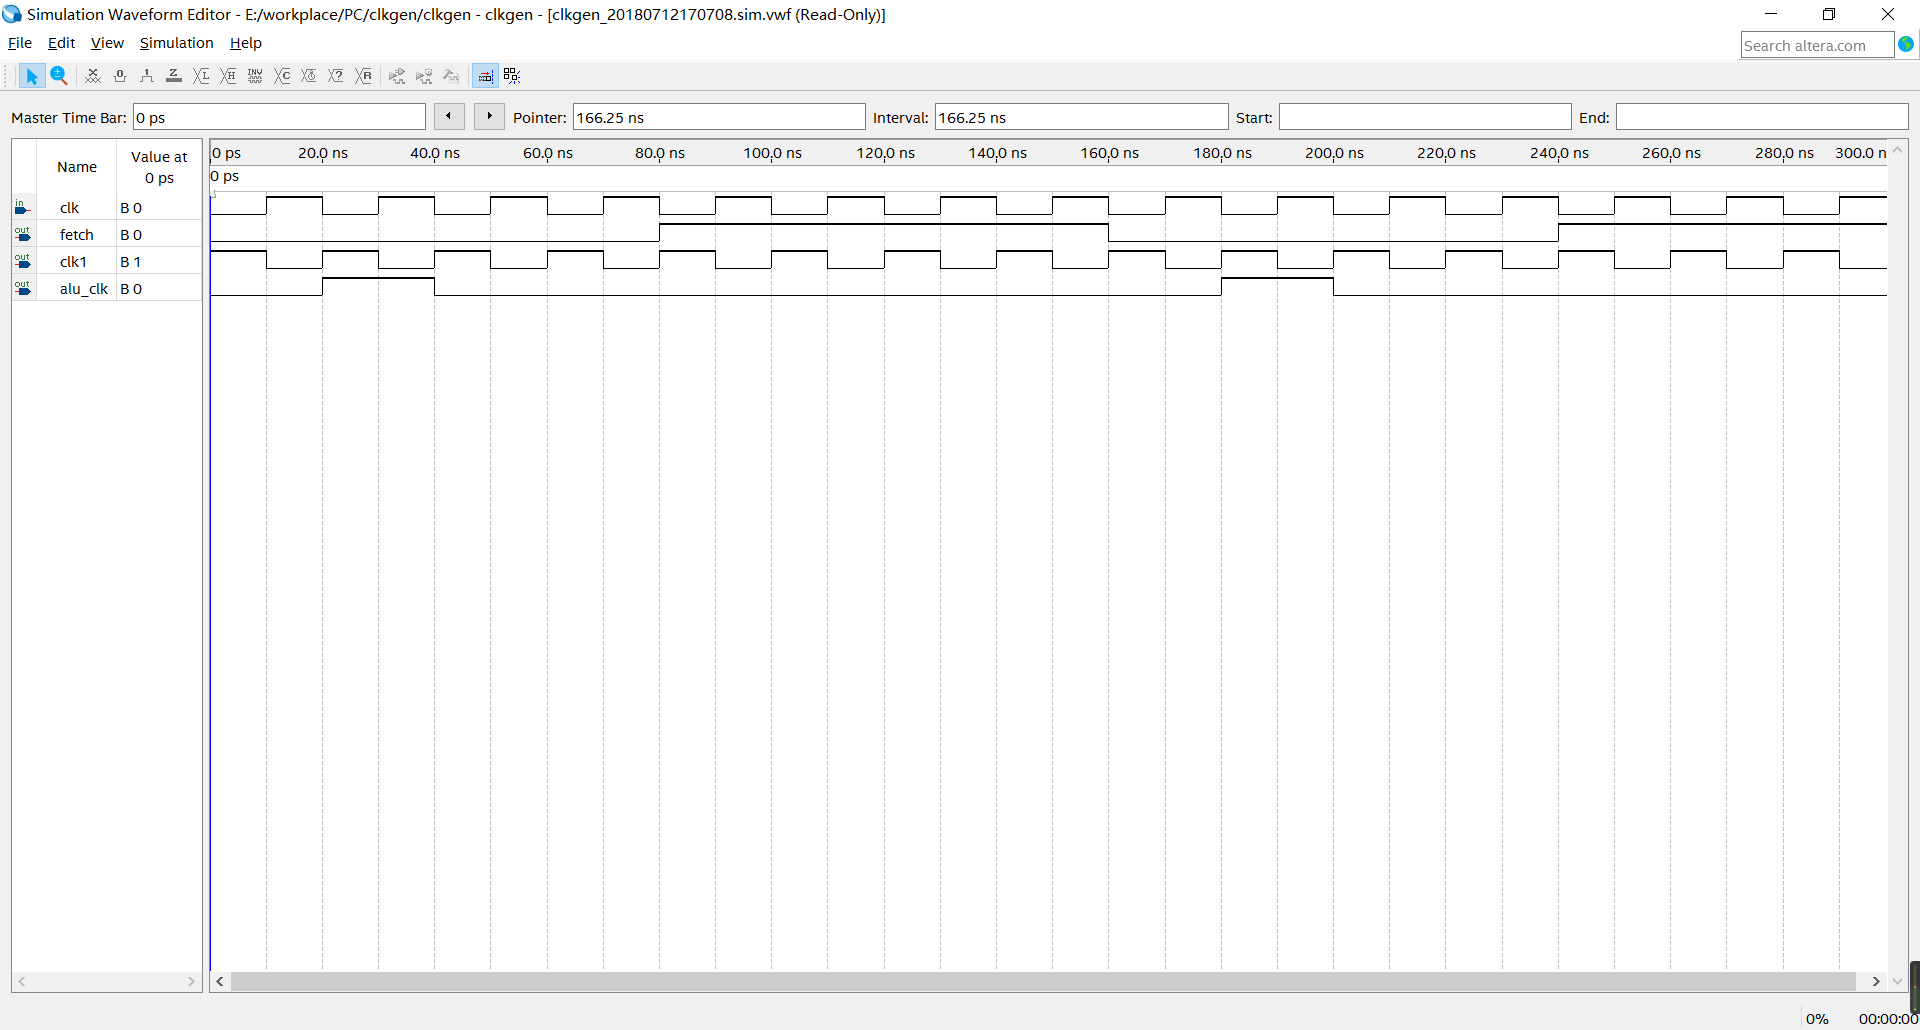 Simulation Waveform Editor - E:/workplace/PC/clkgen/clkgen - clkgen - [clkgen_20180712170708.sim.vwf (Read-Only)]
File Edit View Simulation Help
Search altera.com
Master Time Bar: 0 ps Pointer: 166.25 ns Interval: 166.25 ns Start: End:
Name Value at 0 ps
0 ps 20.0 ns 40.0 ns 60.0 ns 80.0 ns 100.0 ns 120.0 ns 140.0 ns 160.0 ns 180.0 ns 200.0 ns 220.0 ns 240.0 ns 260.0 ns 280.0 ns 300.0 n
0 ps
in clk B 0
out fetch B 0
out clk1 B 1
out alu_clk B 0
0% 00:00:00